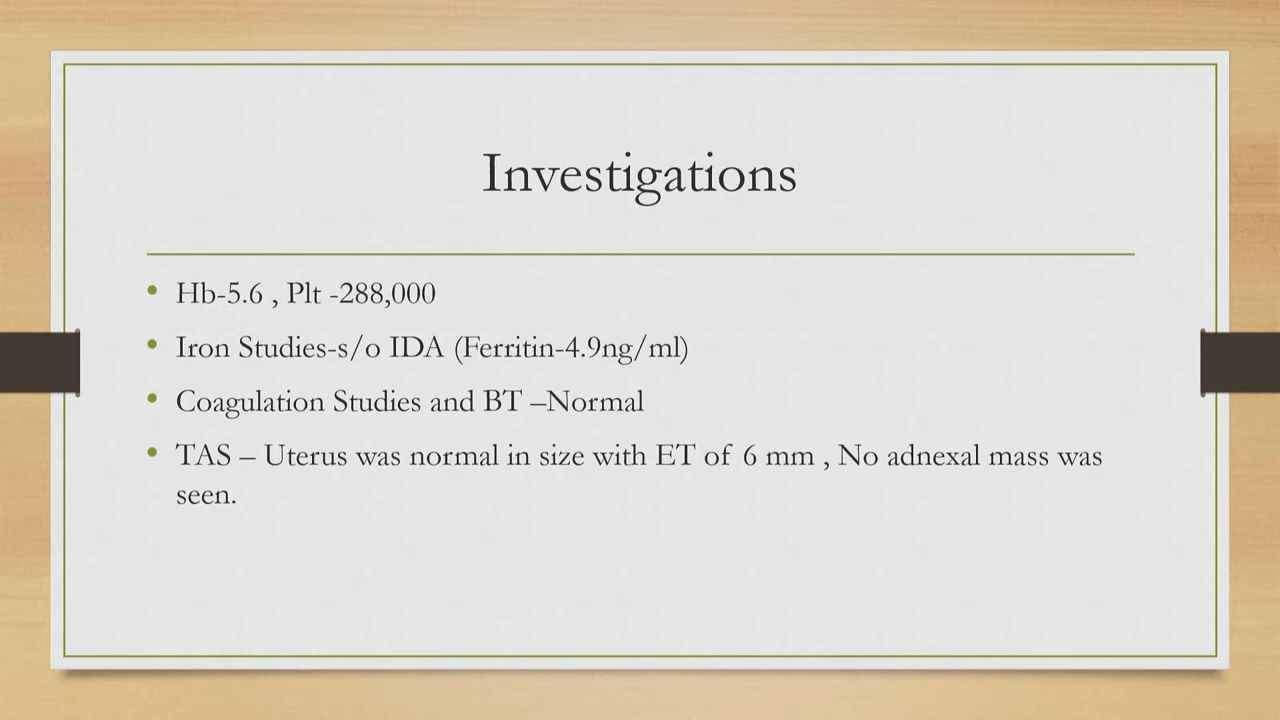 Investigations
• Hb-5.6 , Plt -288,000
• Iron Studies-s/o IDA (Ferritin-4.9ng/ml)
• Coagulation Studies and BT –Normal
• TAS – Uterus was normal in size with ET of 6 mm , No adnexal mass was
seen.